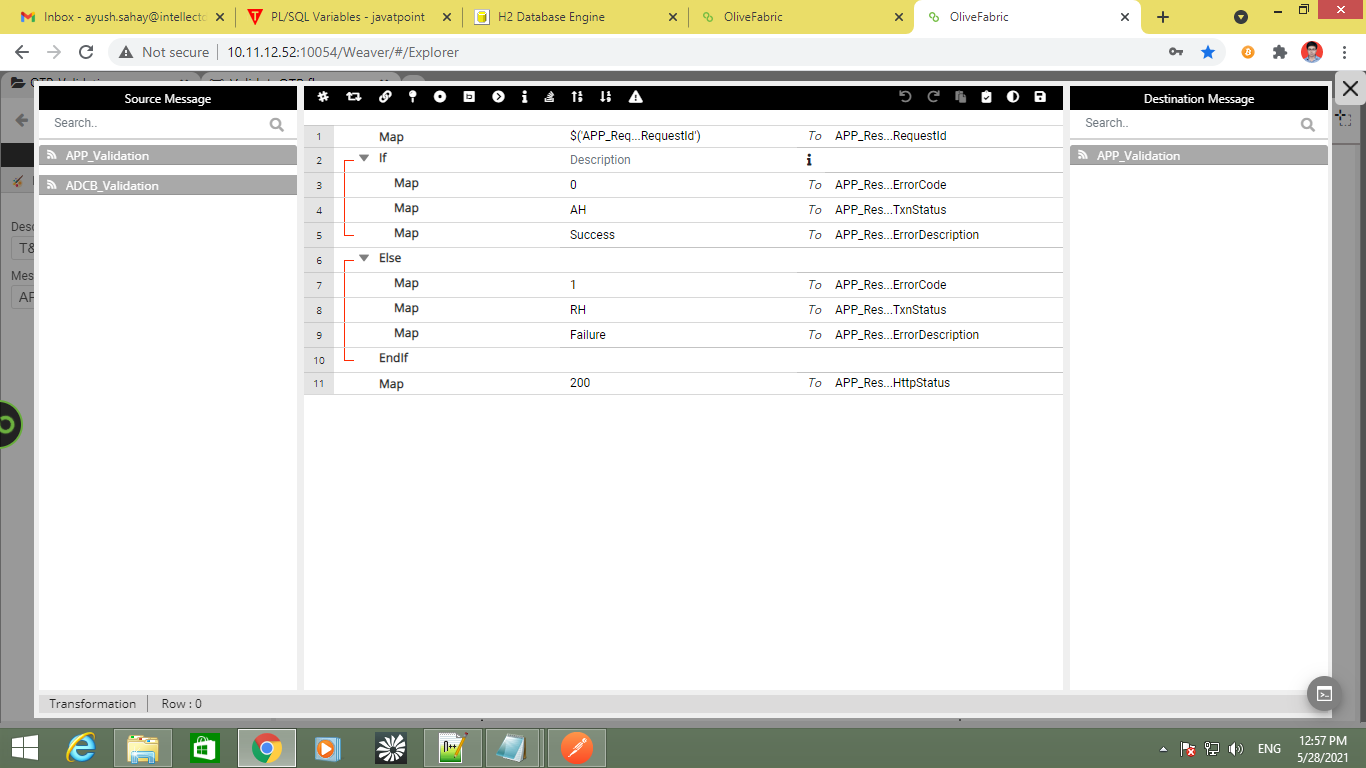 Inbox - ayush.sahay@intellect
PL/SQL Variables - javatpoint
H2 Database Engine
OliveFabric
OliveFabric
Not secure
10.11.12.52:10054/Weaver/#/Explorer
Source Message
Destination Message
Search..
Search..
APP_Validation
ADCB_Validation
APP_Validation
1 Map $('APP_Req...RequestId') To APP_Res...RequestId
2 If Description
3 Map 0 To APP_Res...ErrorCode
4 Map AH To APP_Res...TxnStatus
5 Map Success To APP_Res...ErrorDescription
6 Else
7 Map 1 To APP_Res...ErrorCode
8 Map RH To APP_Res...TxnStatus
9 Map Failure To APP_Res...ErrorDescription
10 EndIf
11 Map 200 To APP_Res...HttpStatus
Transformation
Row : 0
ENG
12:57 PM
5/28/2021